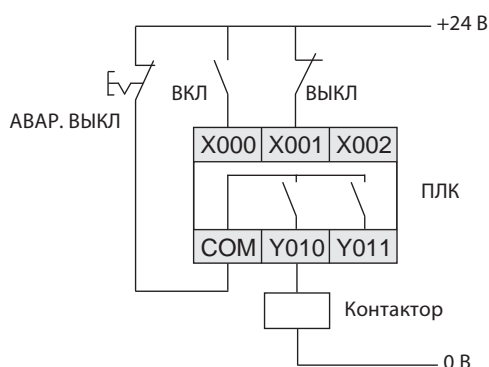 +24 В
ВКЛ
ВЫКЛ
АВАР. ВЫКЛ
X000 X001 X002
ПЛК
COM Y010 Y011
Контактор
0 В